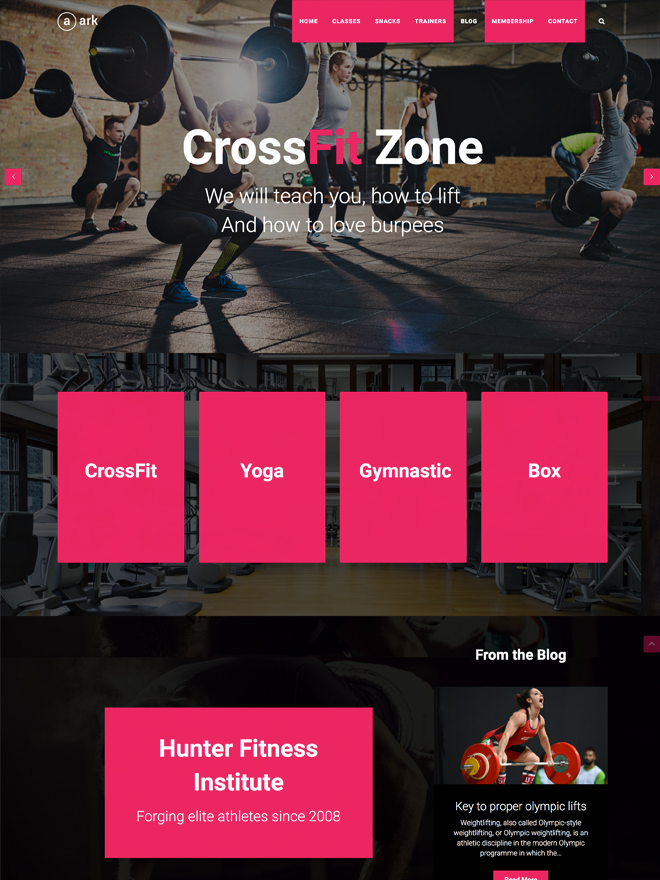 a ark
HOME CLASSES SNACKS TRAINERS BLOG MEMBERSHIP CONTACT
CrossFit Zone
We will teach you, how to lift
And how to love burpees
CrossFit
Yoga
Gymnastic
Box
From the Blog
Hunter Fitness
Institute
Forging elite athletes since 2008
Key to proper olympic lifts
Weightlifting, also called Olympic-style
weightlifting, or Olympic weightlifting, is an
athletic discipline in the modern Olympic
programme in which the...
Read More